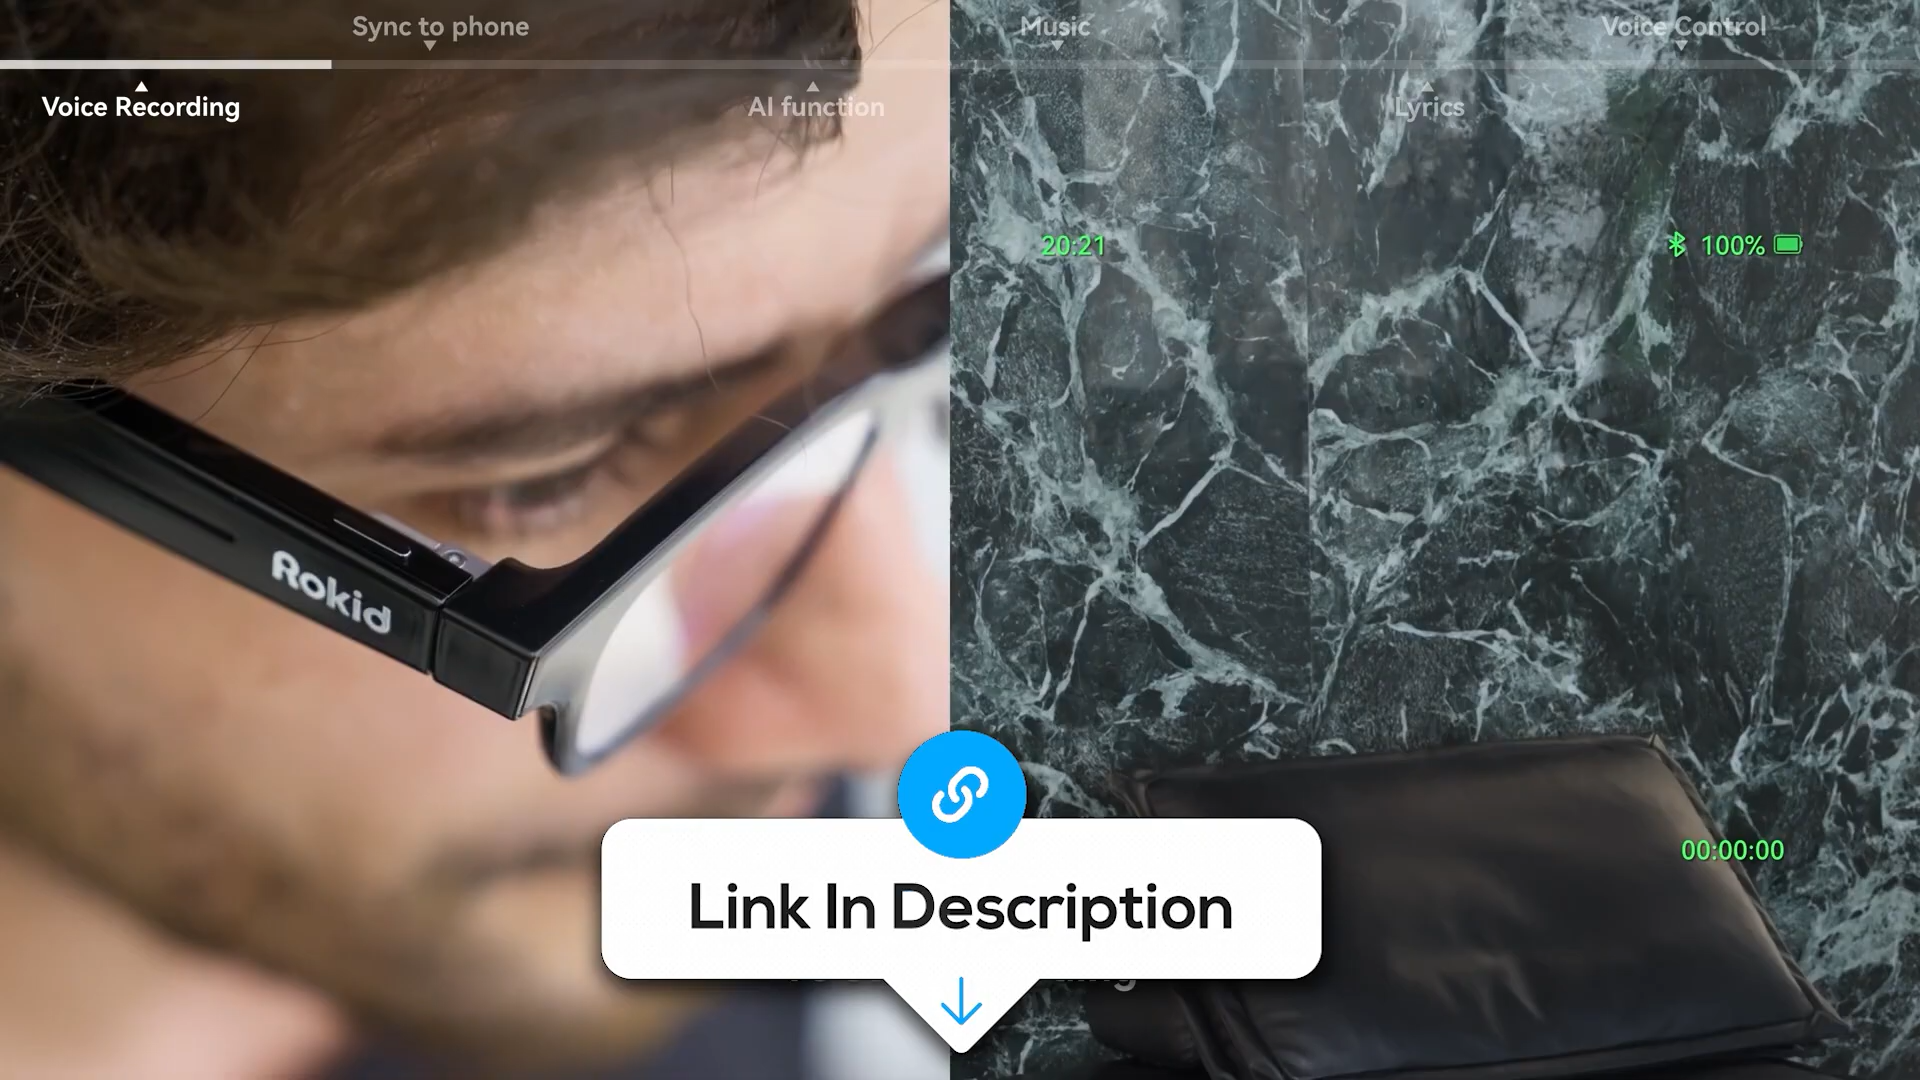 Sync to phone
Music
Voice Control
Voice Recording
AI function
Lyrics
20:21
100%
Rokid
00:00:00
Link In Description